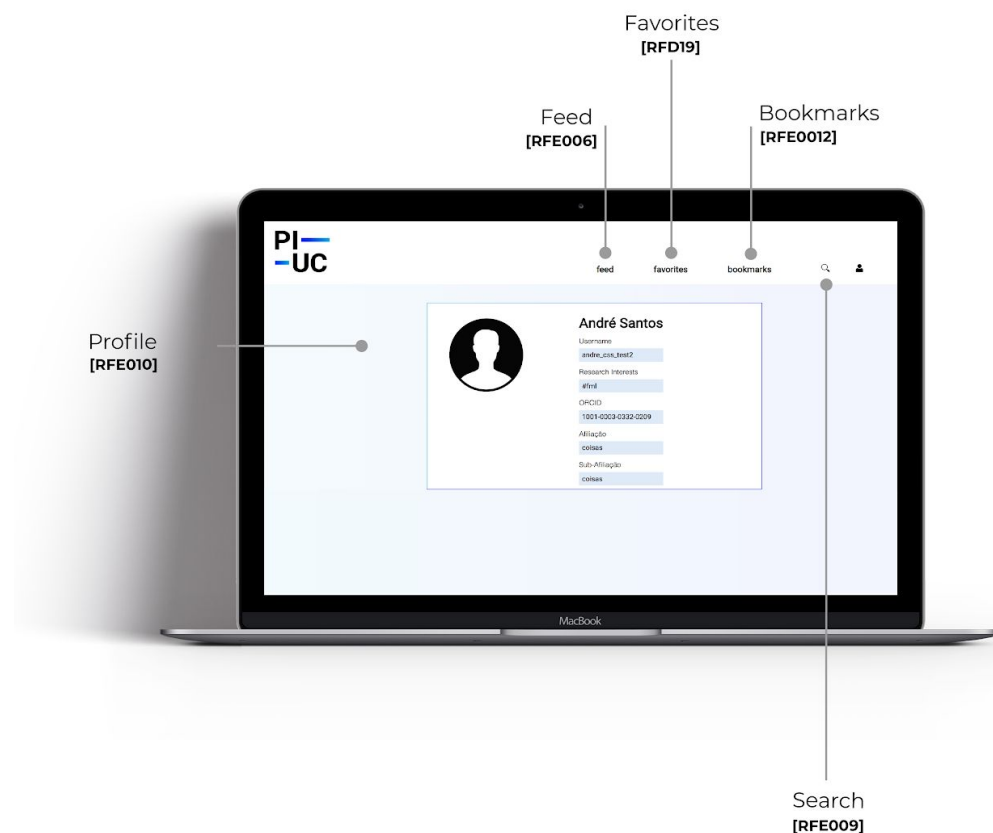 Favorites
[RFD19]
Feed
[RFE006]
Bookmarks
[RFE0012]
PI
UC
feed
favorites
bookmarks
Profile
[RFE010]
André Santos
Username
andre_css_test2
Research Interests
#fml
ORCID
1001-0003-0332-0209
Afiliação
coisas
Sub-Afiliação
coisas
MacBook
Search
[RFE009]